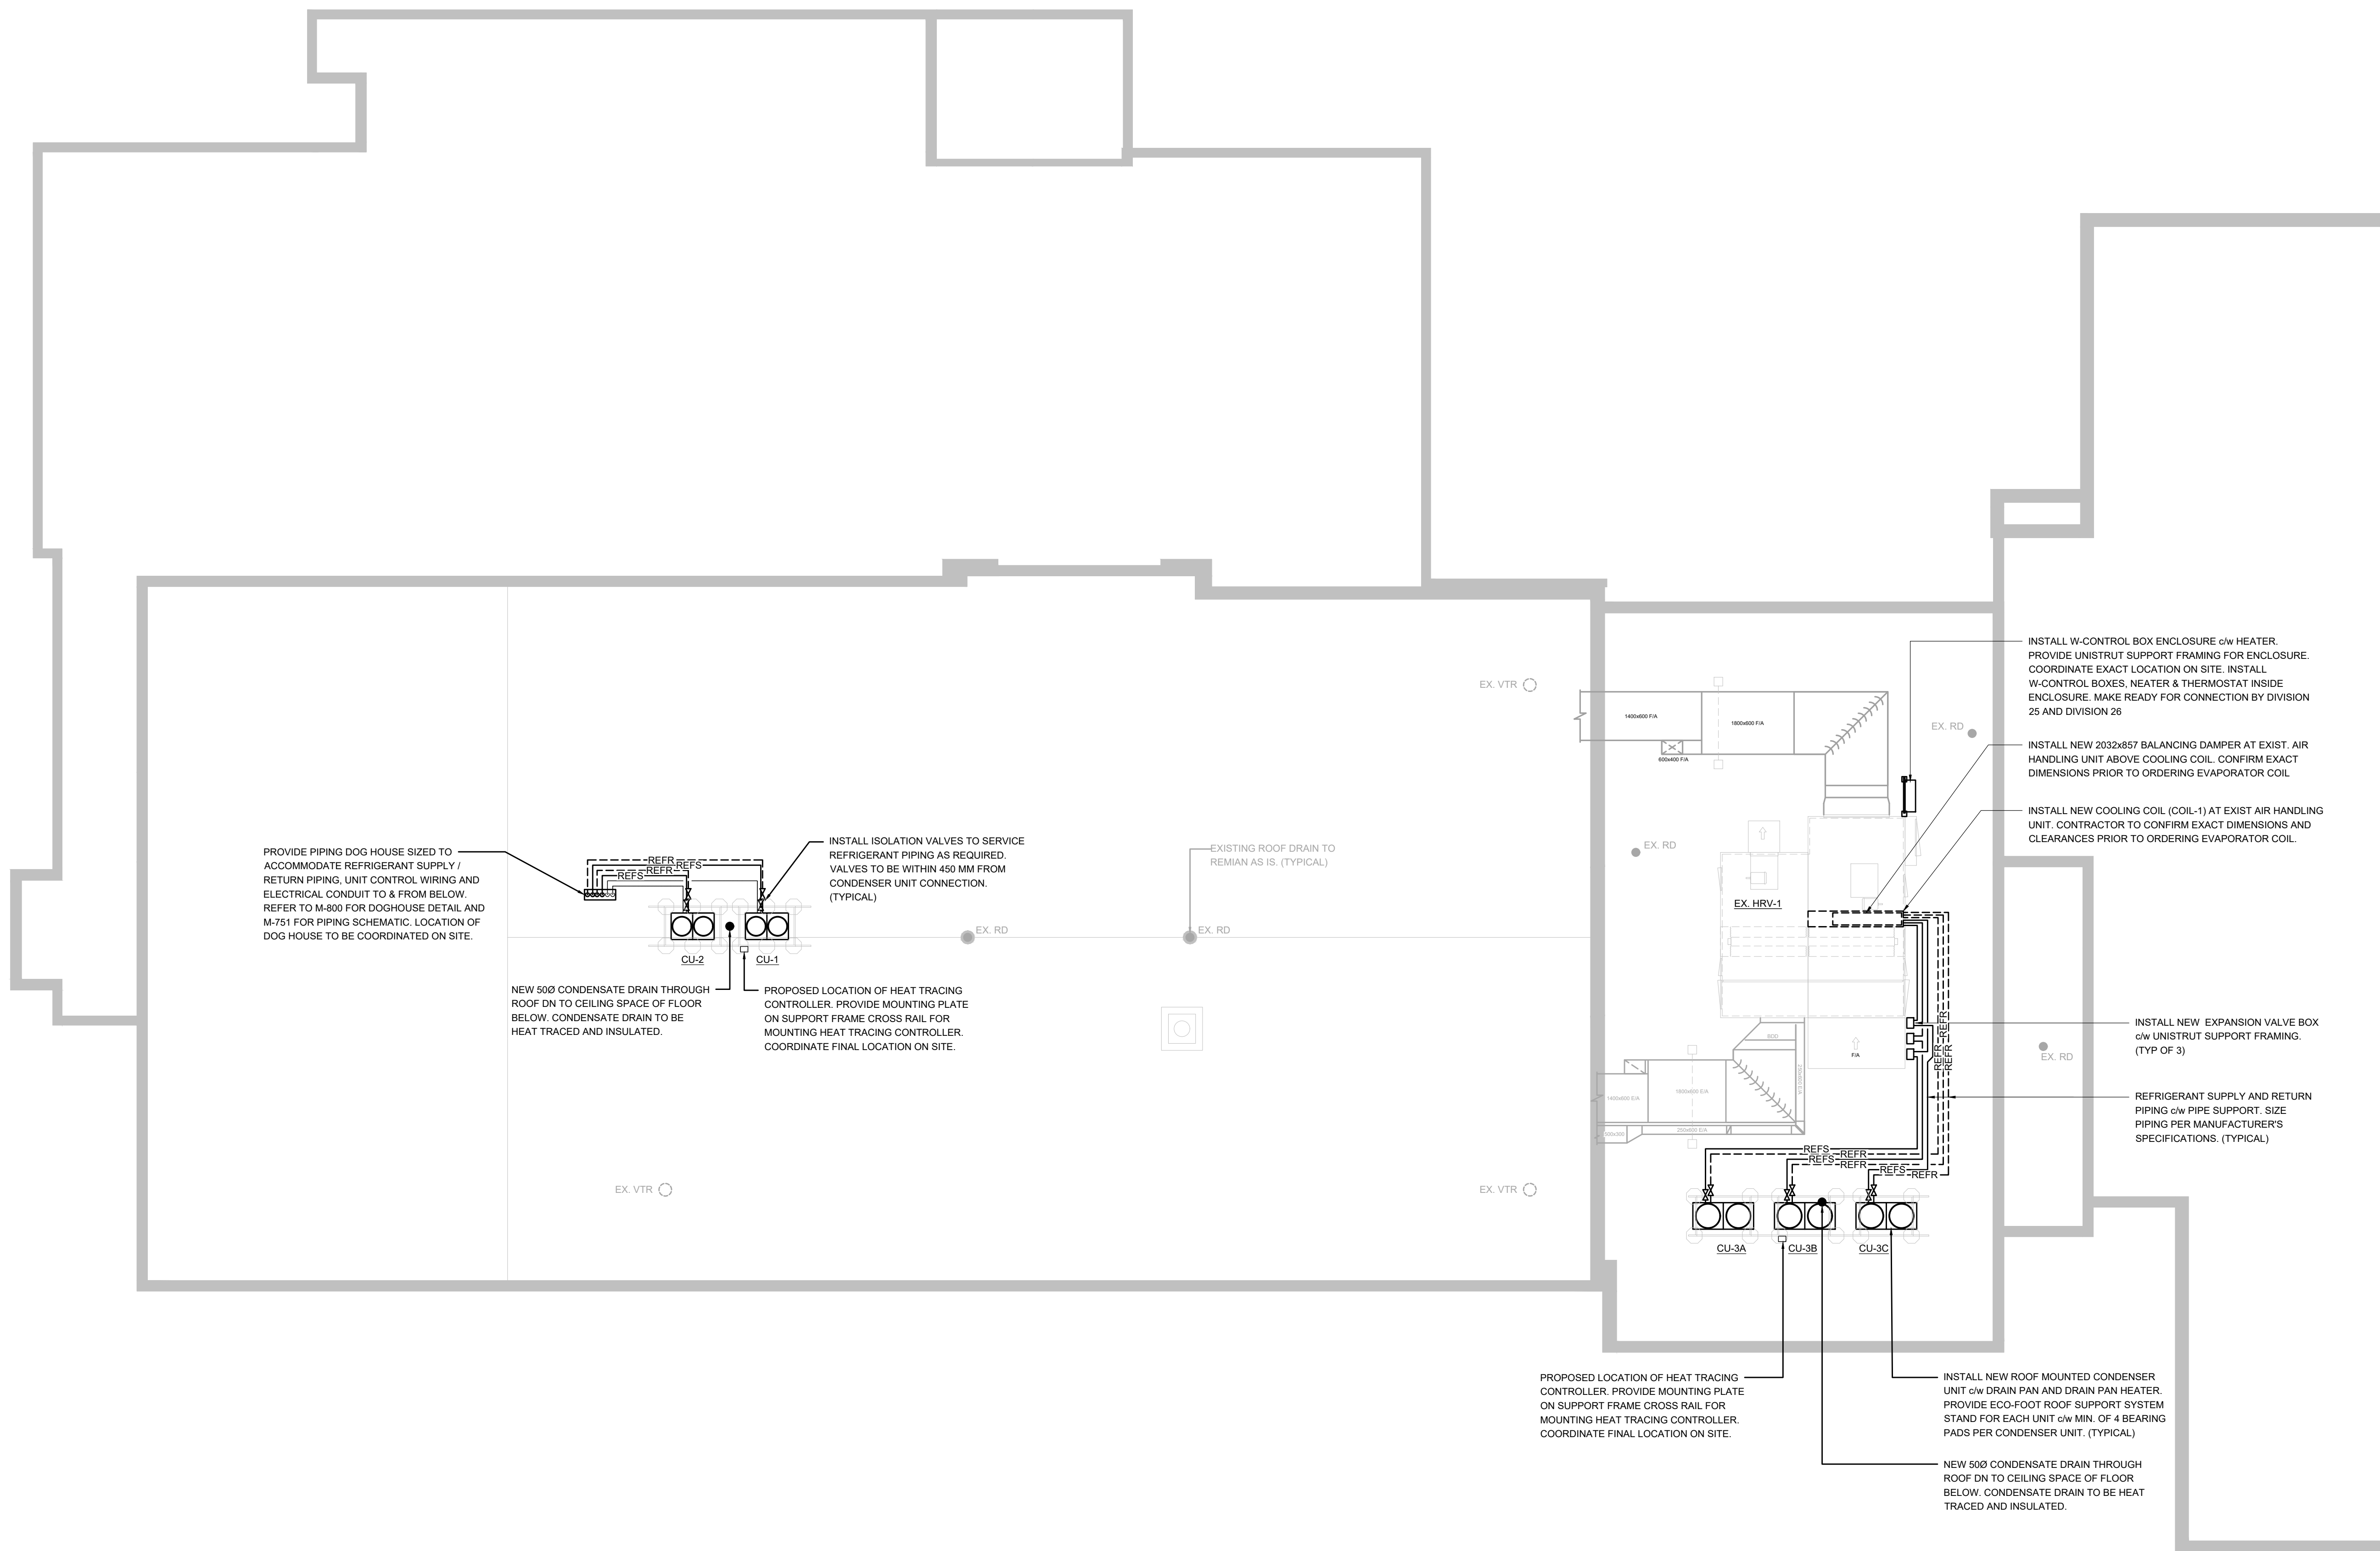 INSTALL W-CONTROL BOX ENCLOSURE c/w HEATER.
PROVIDE UNISTRUT SUPPORT FRAMING FOR ENCLOSURE.
COORDINATE EXACT LOCATION ON SITE. INSTALL
W-CONTROL BOXES, NEATER & THERMOSTAT INSIDE
ENCLOSURE. MAKE READY FOR CONNECTION BY DIVISION
25 AND DIVISION 26
EX. VTR
1400x600 F/A
1800x600 F/A
600x400 F/A
EX. RD
INSTALL NEW 2032x857 BALANCING DAMPER AT EXIST. AIR
HANDLING UNIT ABOVE COOLING COIL. CONFIRM EXACT
DIMENSIONS PRIOR TO ORDERING EVAPORATOR COIL
INSTALL NEW COOLING COIL (COIL-1) AT EXIST AIR HANDLING
UNIT. CONTRACTOR TO CONFIRM EXACT DIMENSIONS AND
CLEARANCES PRIOR TO ORDERING EVAPORATOR COIL.
PROVIDE PIPING DOG HOUSE SIZED TO
ACCOMMODATE REFRIGERANT SUPPLY /
RETURN PIPING, UNIT CONTROL WIRING AND
ELECTRICAL CONDUIT TO & FROM BELOW.
REFER TO M-800 FOR DOGHOUSE DETAIL AND
M-751 FOR PIPING SCHEMATIC. LOCATION OF
DOG HOUSE TO BE COORDINATED ON SITE.
REFR
REFS
REFR
REFS
INSTALL ISOLATION VALVES TO SERVICE
REFRIGERANT PIPING AS REQUIRED.
VALVES TO BE WITHIN 450 MM FROM
CONDENSER UNIT CONNECTION.
(TYPICAL)
EXISTING ROOF DRAIN TO
REMIAN AS IS. (TYPICAL)
EX. RD
EX. HRV-1
EX. RD
EX. RD
CU-2
CU-1
NEW 50Ø CONDENSATE DRAIN THROUGH
ROOF DN TO CEILING SPACE OF FLOOR
BELOW. CONDENSATE DRAIN TO BE
HEAT TRACED AND INSULATED.
PROPOSED LOCATION OF HEAT TRACING
CONTROLLER. PROVIDE MOUNTING PLATE
ON SUPPORT FRAME CROSS RAIL FOR
MOUNTING HEAT TRACING CONTROLLER.
COORDINATE FINAL LOCATION ON SITE.
BDD
F/A
REFR
REFR
REFR
INSTALL NEW EXPANSION VALVE BOX
c/w UNISTRUT SUPPORT FRAMING.
(TYP OF 3)
EX. RD
1400x600 E/A
1800x600 E/A
250x600 E/A
REFRIGERANT SUPPLY AND RETURN
PIPING c/w PIPE SUPPORT. SIZE
PIPING PER MANUFACTURER'S
SPECIFICATIONS. (TYPICAL)
REFS
REFR
REFS
REFR
REFS
REFR
EX. VTR
EX. VTR
CU-3A
CU-3B
CU-3C
PROPOSED LOCATION OF HEAT TRACING
CONTROLLER. PROVIDE MOUNTING PLATE
ON SUPPORT FRAME CROSS RAIL FOR
MOUNTING HEAT TRACING CONTROLLER.
COORDINATE FINAL LOCATION ON SITE.
INSTALL NEW ROOF MOUNTED CONDENSER
UNIT c/w DRAIN PAN AND DRAIN PAN HEATER.
PROVIDE ECO-FOOT ROOF SUPPORT SYSTEM
STAND FOR EACH UNIT c/w MIN. OF 4 BEARING
PADS PER CONDENSER UNIT. (TYPICAL)
NEW 50Ø CONDENSATE DRAIN THROUGH
ROOF DN TO CEILING SPACE OF FLOOR
BELOW. CONDENSATE DRAIN TO BE HEAT
TRACED AND INSULATED.